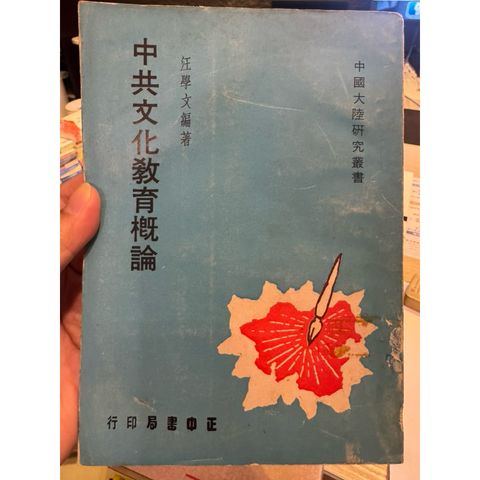 中國大陸研究叢書
汪學文編著
中共文化教育概論
正中書局印行